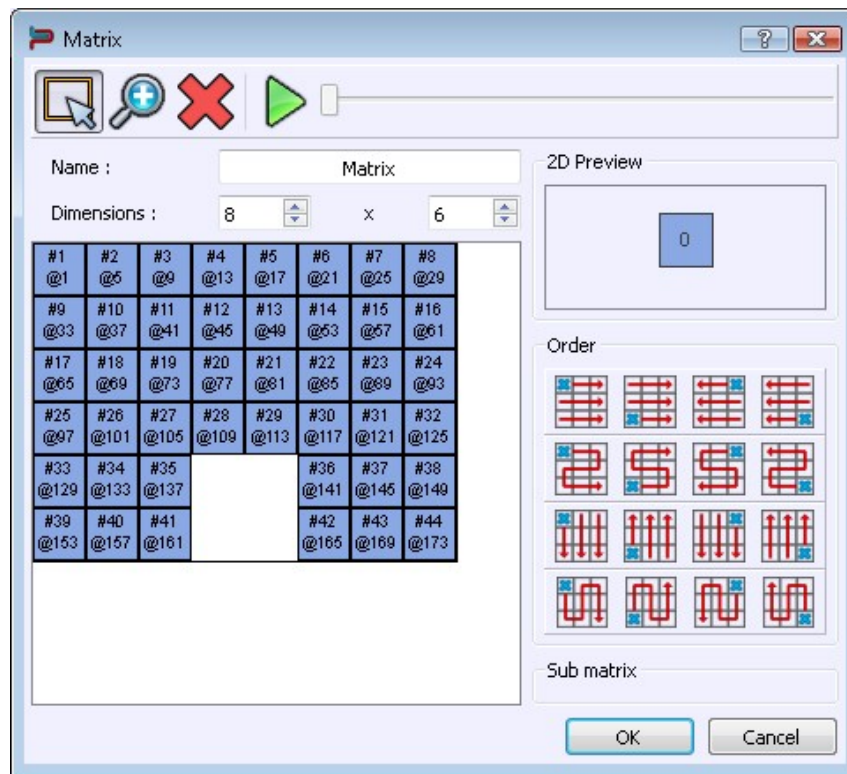 Matrix
Name :
Matrix
2D Preview
Dimensions :
8
x
6
0
#1 #2 #3 #4 #5 #6 #7 #8
@1 @5 @9 @13 @17 @21 @25 @29
#9 #10 #11 #12 #13 #14 #15 #16
@33 @37 @41 @45 @49 @53 @57 @61
#17 #18 #19 #20 #21 #22 #23 #24
@65 @69 @73 @77 @81 @85 @89 @93
#25 #26 #27 #28 #29 #30 #31 #32
@97 @101 @105 @109 @113 @117 @121 @125
#33 #34 #35 #36 #37 #38
@129 @133 @137 @141 @145 @149
#39 #40 #41 #42 #43 #44
@153 @157 @161 @165 @169 @173
Order
Sub matrix
OK
Cancel